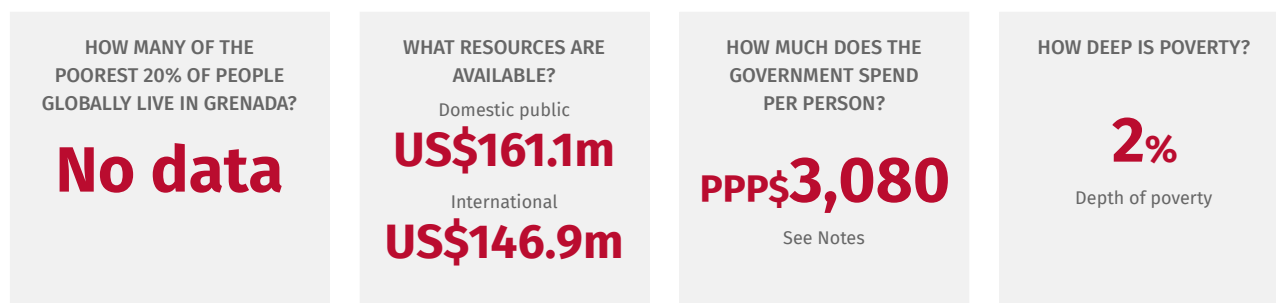 HOW MANY OF THE
POOREST 20% OF PEOPLE
GLOBALLY LIVE IN GRENADA?
No data
WHAT RESOURCES ARE
AVAILABLE?
Domestic public
US$161.1m
International
US$146.9m
HOW MUCH DOES THE
GOVERNMENT SPEND
PER PERSON?
PPP$3,080
See Notes
HOW DEEP IS POVERTY?
2%
Depth of poverty